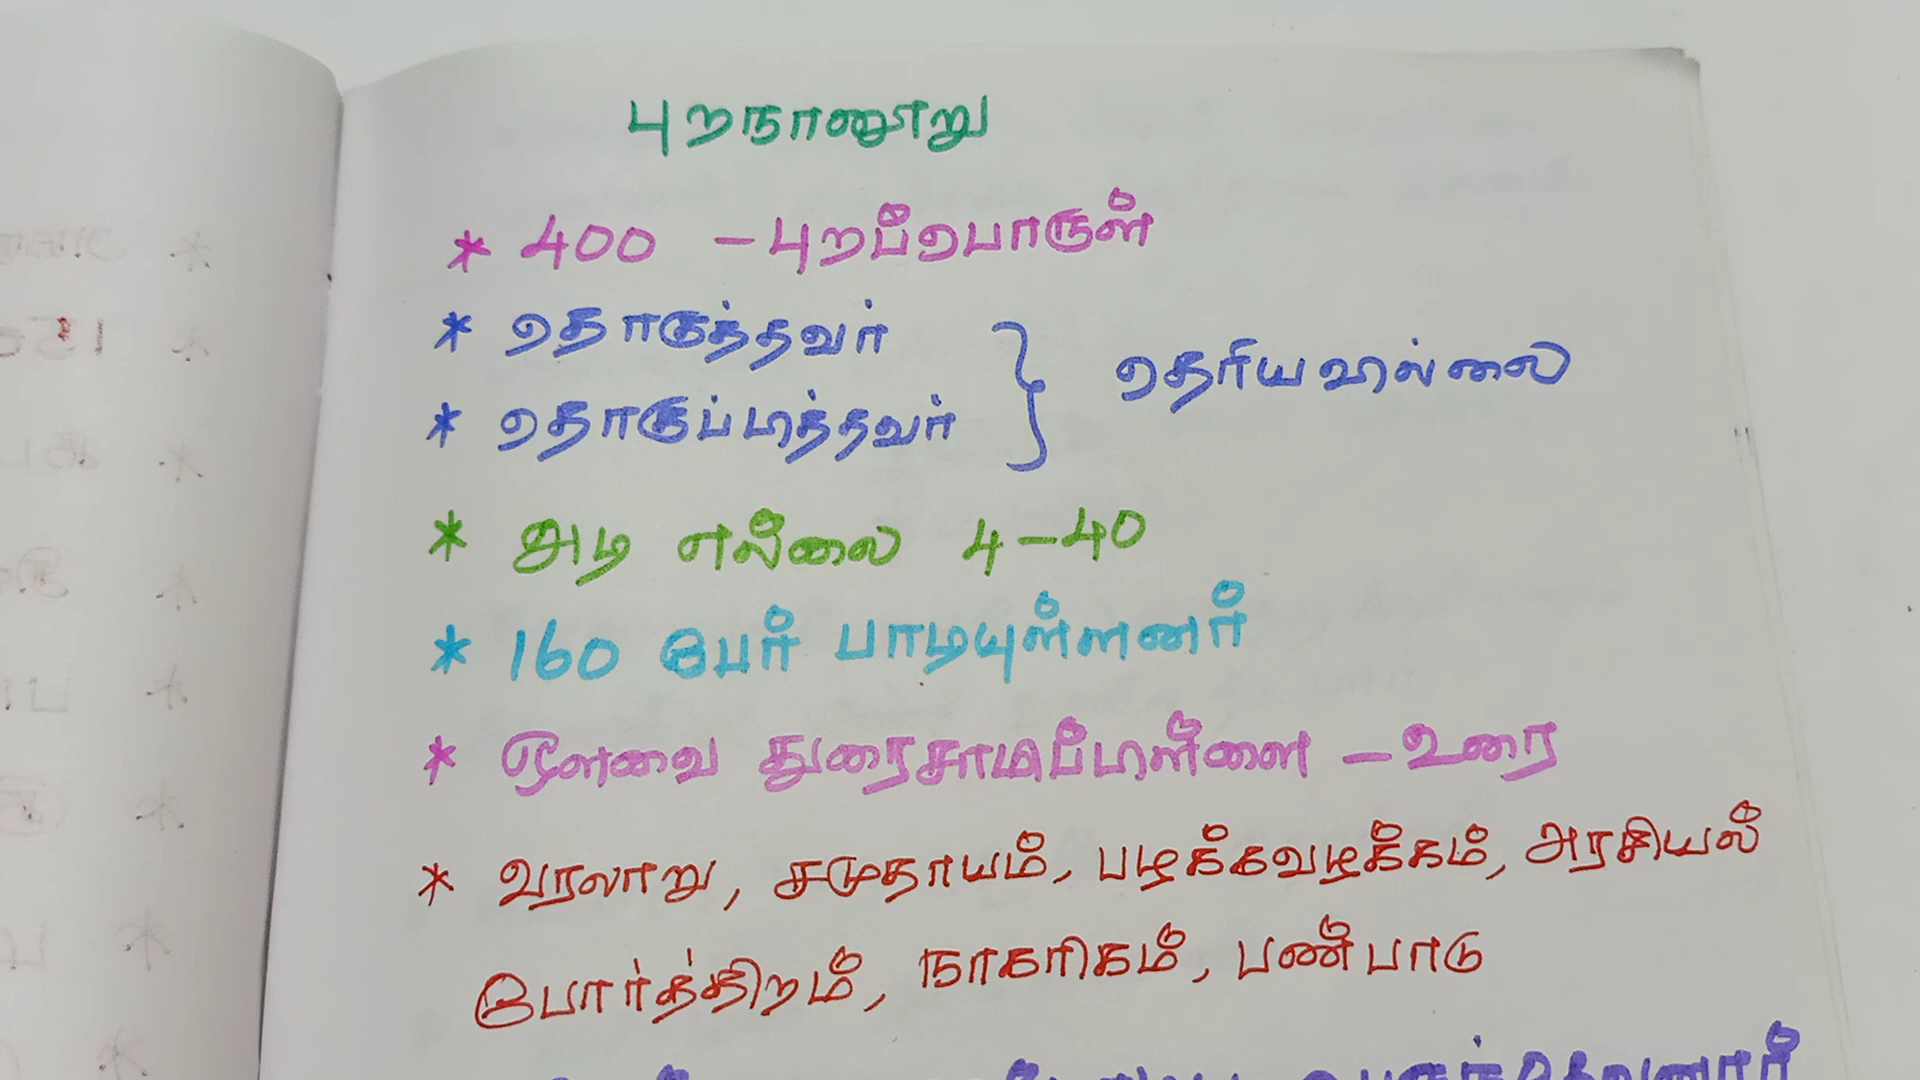 புறநானூறு
* 400 - புறப்பொருள்
* தொகுத்தவர்
* தொகுப்பித்தவர் } தெரியவில்லை
* அடி எல்லை 4-40
* 160 பேர் பாடியுள்ளனர்
* ஔவை துரைசாமிப்பிள்ளை - உரை
* வரலாறு, சமுதாயம், பழக்கவழக்கம், அரசியல்
போர்த்திறம், நாகரிகம், பண்பாடு